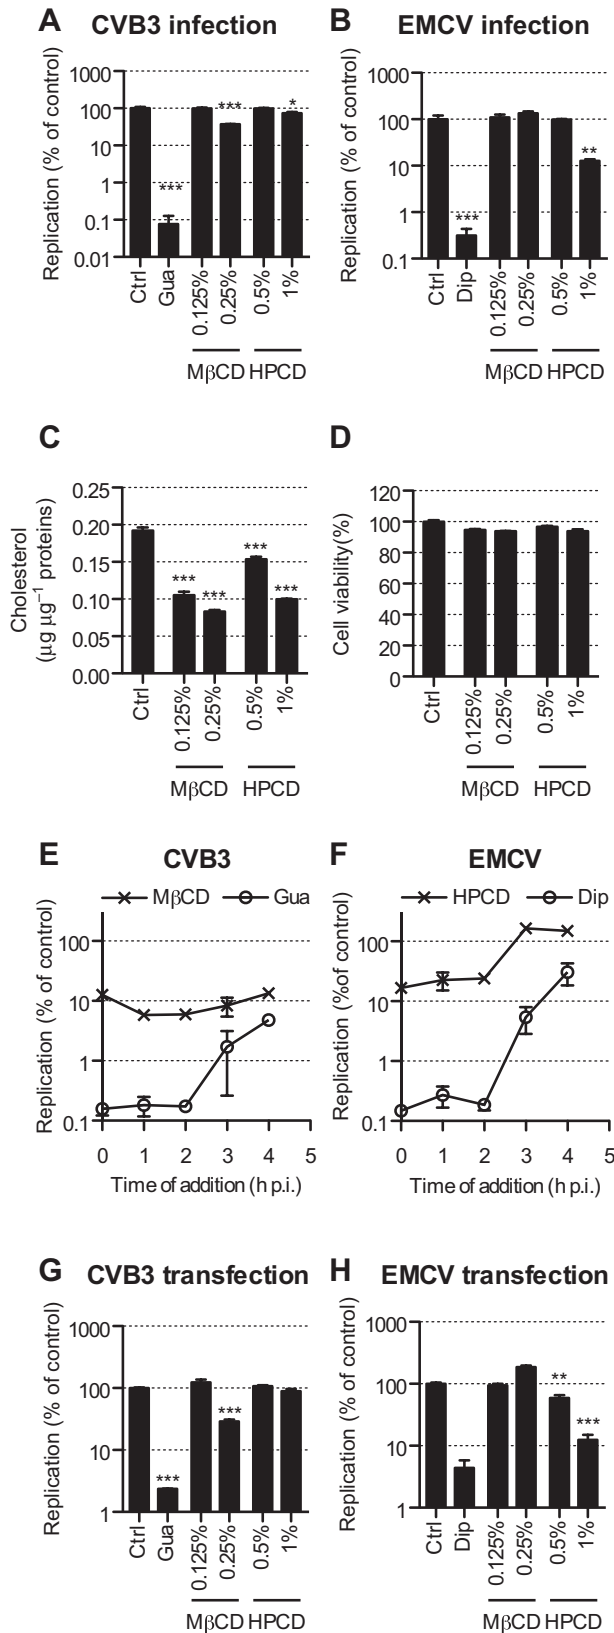 A CVB3 infection
Replication (% of control)
1000
100
10
1
0.1
0.01
***
***
*
Ctrl
Gua
0.125%
0.25%
0.5%
1%
MβCD HPCD
B EMCV infection
Replication (% of control)
1000
100
10
1
0.1
***
**
Ctrl
Dip
0.125%
0.25%
0.5%
1%
MβCD HPCD
C
Cholesterol
(µg µg⁻¹ proteins)
0.25
0.20
0.15
0.10
0.05
0.00
***
***
***
***
Ctrl
0.125%
0.25%
0.5%
1%
MβCD HPCD
D
Cell viability(%)
120
100
80
60
40
20
0
Ctrl
0.125%
0.25%
0.5%
1%
MβCD HPCD
E CVB3
MβCD Gua
Replication (% of control)
100
10
1
0.1
0 1 2 3 4 5
Time of addition (h p.i.)
F EMCV
HPCD Dip
Replication (%of control)
100
10
1
0.1
0 1 2 3 4 5
Time of addition (h p.i.)
G CVB3 transfection
Replication (% of control)
1000
100
10
1
***
***
Ctrl
Gua
0.125%
0.25%
0.5%
1%
MβCD HPCD
H EMCV transfection
Replication (% of control)
1000
100
10
1
**
***
Ctrl
Dip
0.125%
0.25%
0.5%
1%
MβCD HPCD